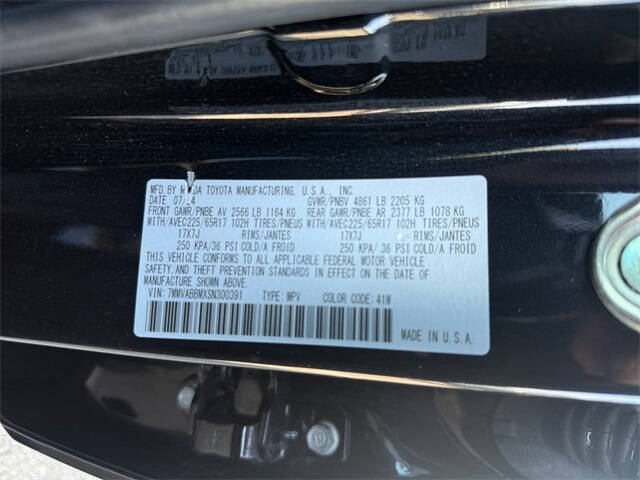 MFD.BY MAZDA TOYOTA MANUFACTURING, U.S.A., INC.
DATE 07/24 GVWR/PNBV 4861 LB 2205 KG
FRONT GAWR/PNBE AV 2566 LB 1164 KG REAR GAWR/PNBE AR 2377 LB 1078 KG
WITH/AVEC225/65R17 102H TIRES/PNEUS WITH/AVEC225/65R17 102H TIRES/PNEUS
17X7J RIMS/JANTES 17X7J RIMS/JANTES
250 KPA/36 PSI COLD/A FROID 250 KPA/36 PSI COLD/A FROID
THIS VEHICLE CONFORMS TO ALL APPLICABLE FEDERAL MOTOR VEHICLE
SAFETY, AND THEFT PREVENTION STANDARDS IN EFFECT ON THE DATE OF
MANUFACTURE SHOWN ABOVE.
VIN: 7MMVABBMXSN300391 TYPE: MPV COLOR CODE: 41W
MADE IN U.S.A.